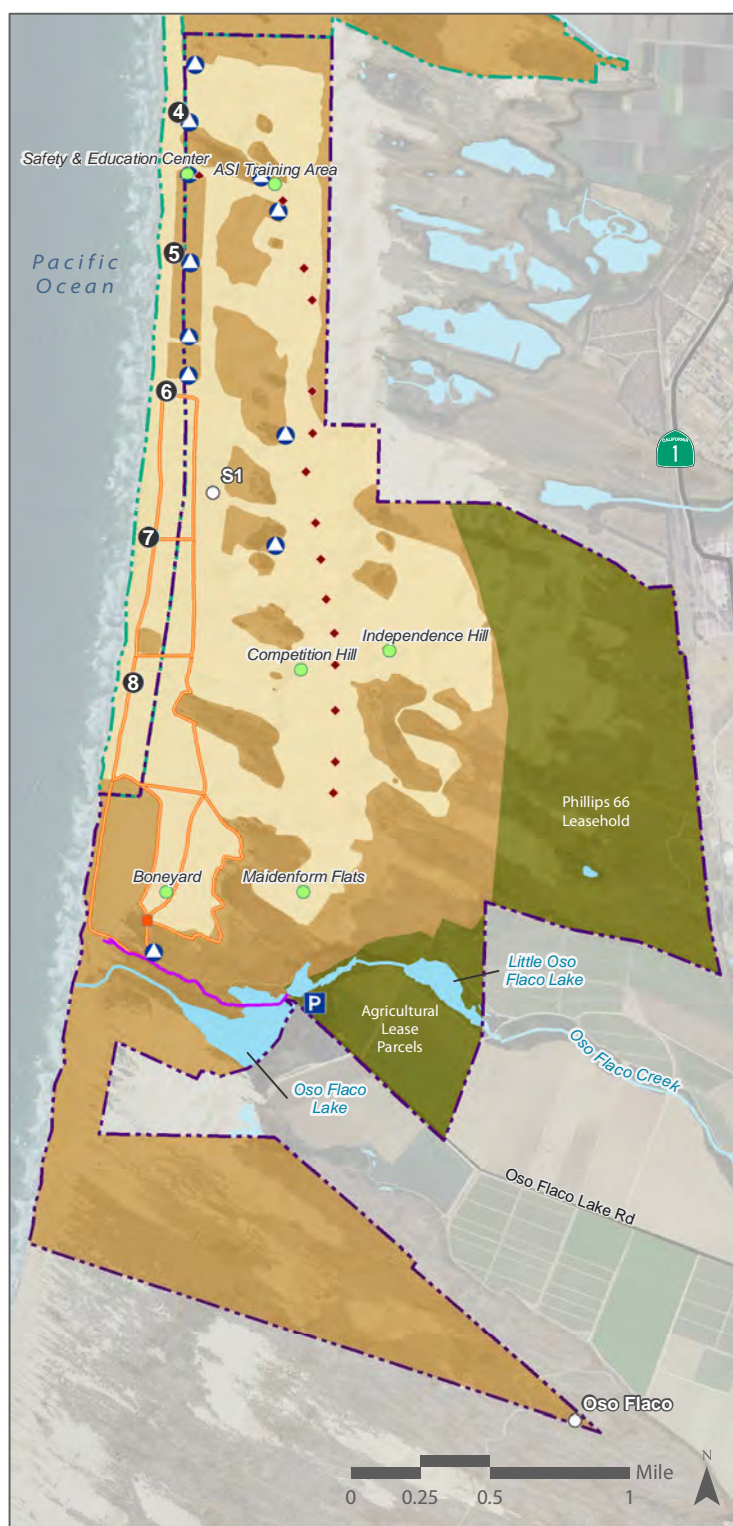 4
Safety & Education Center
ASI Training Area
Pacific
Ocean
5
6
CALIFORNIA
1
S1
7
Independence Hill
Competition Hill
8
Phillips 66
Leasehold
Boneyard
Maidenform Flats
Little Oso
Flaco Lake
P
Agricultural
Lease
Parcels
Oso Flaco Creek
Oso Flaco
Lake
Oso Flaco Lake Rd
Oso Flaco
N
Mile
0 0.25 0.5 1